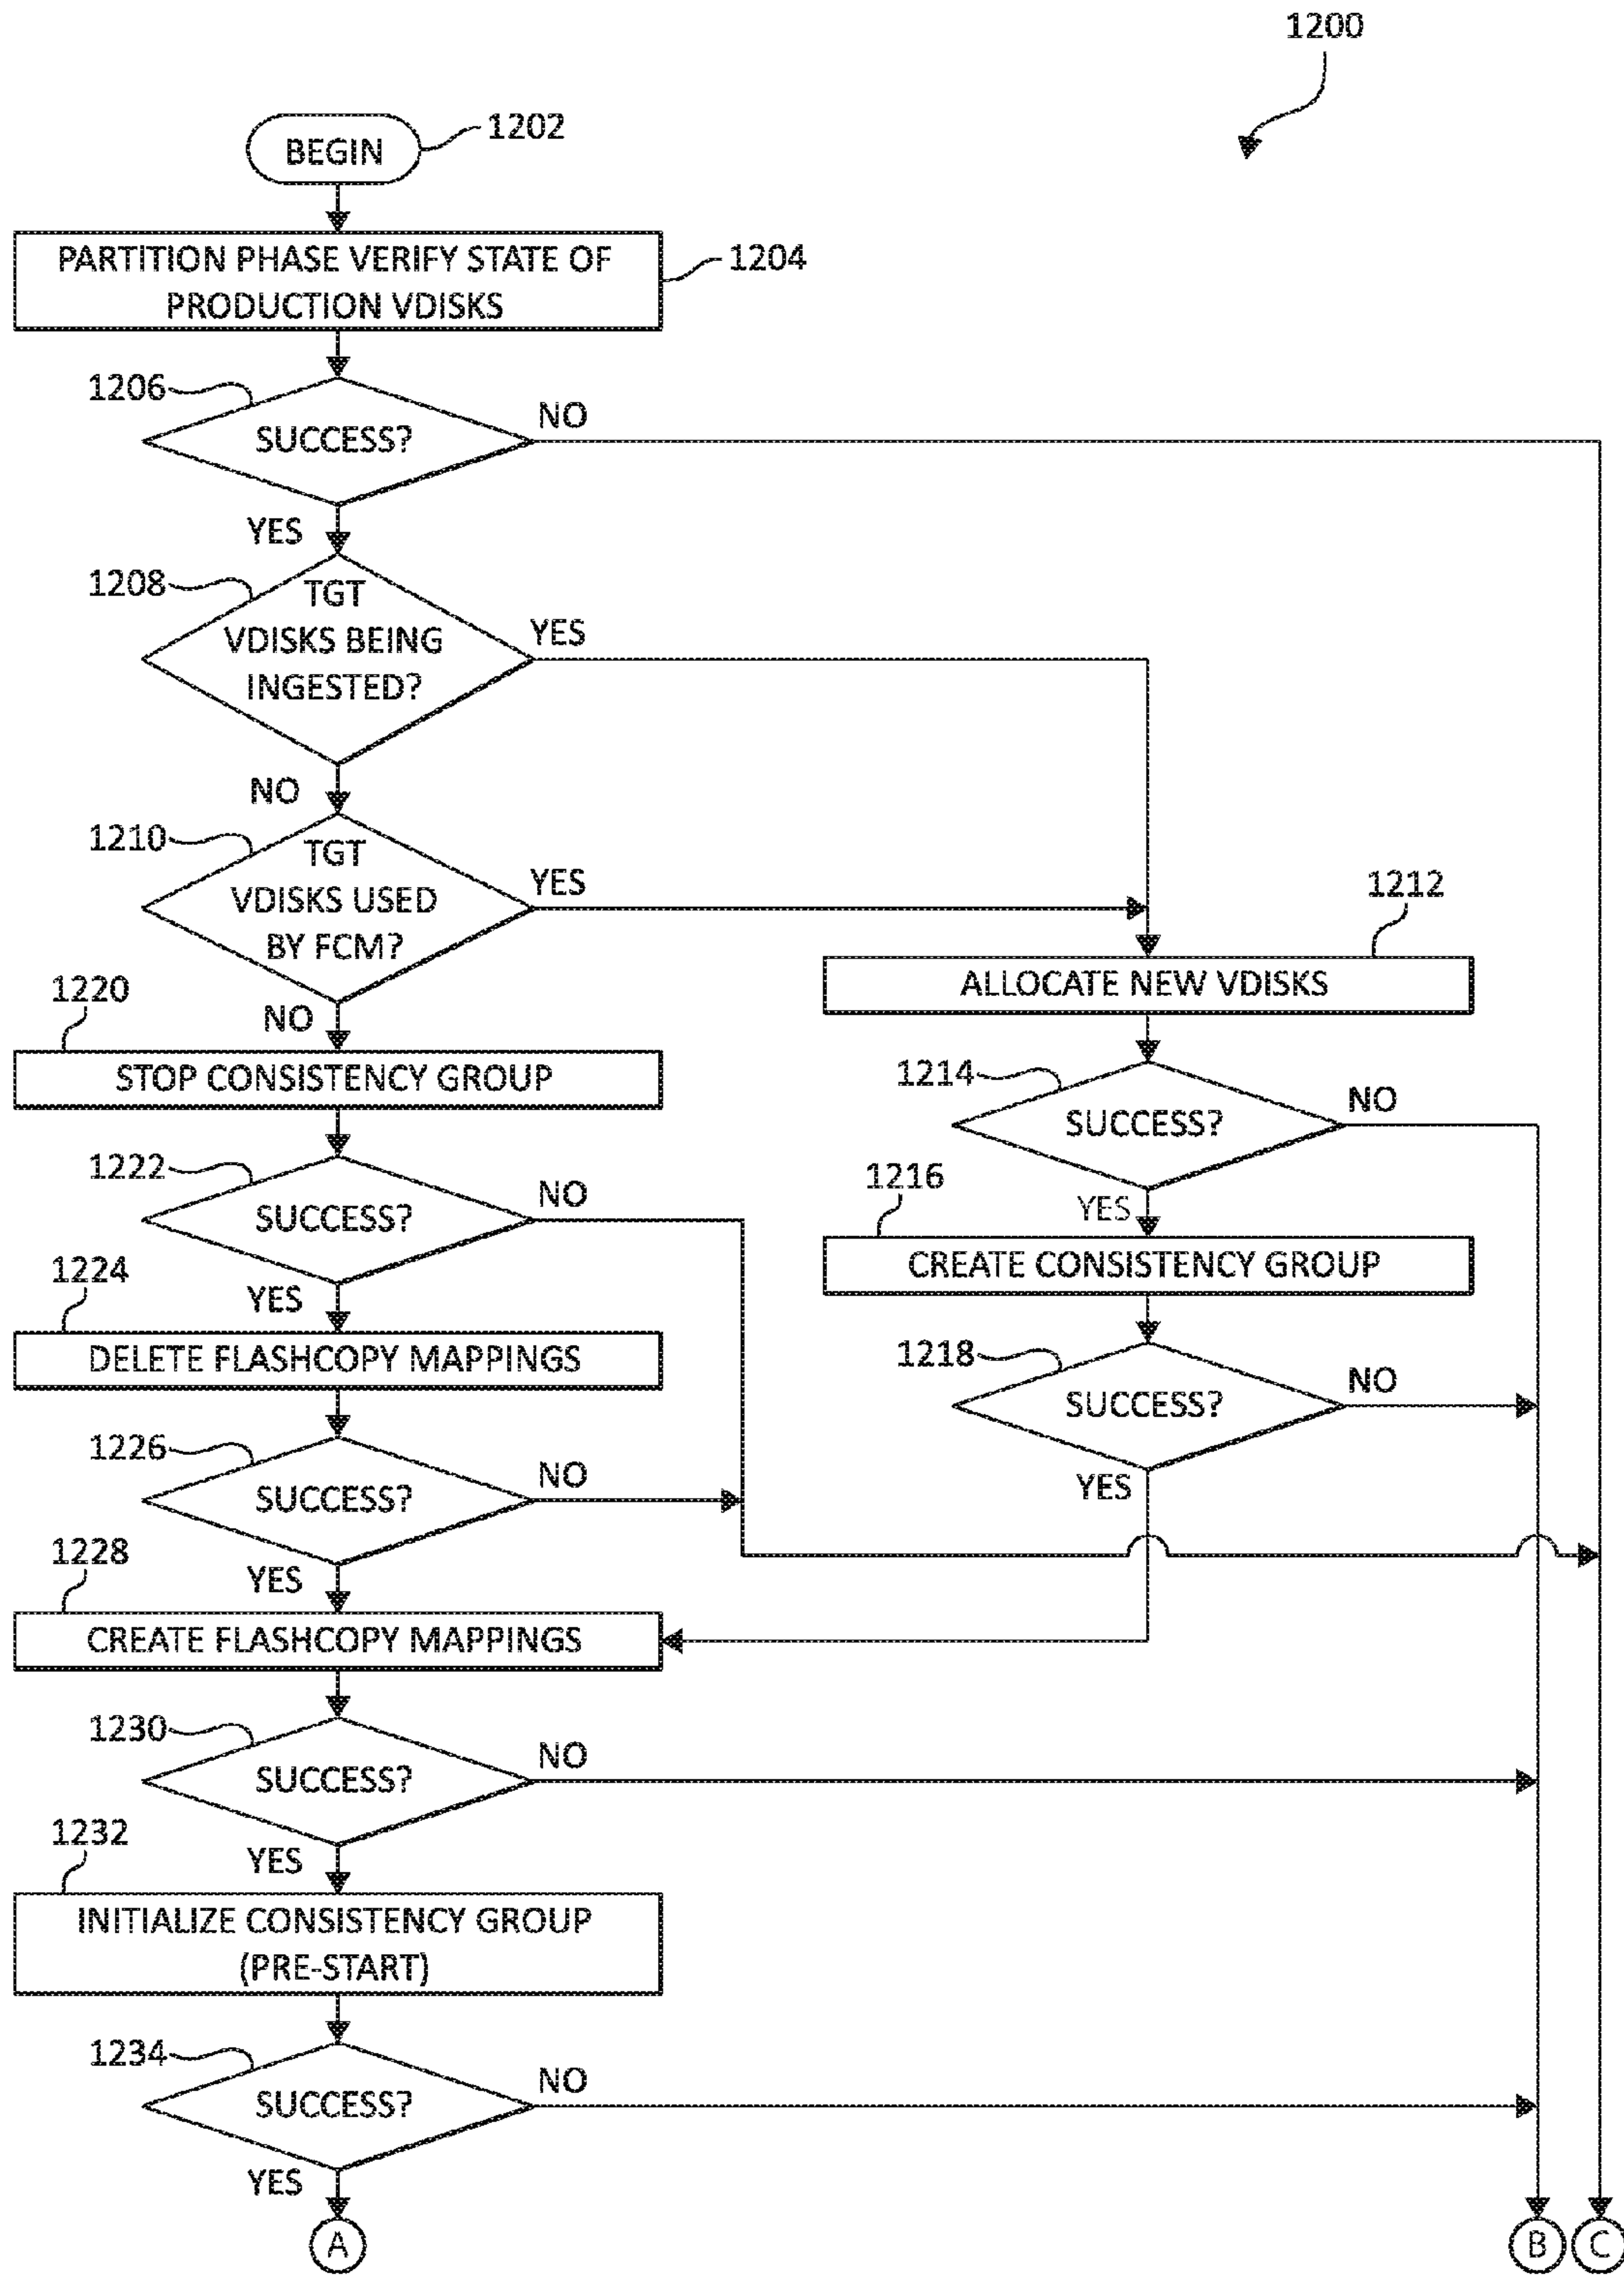 1200
BEGIN
1202
PARTITION PHASE VERIFY STATE OF
PRODUCTION VDISKS
1204
1206
SUCCESS?
NO
YES
1208
TGT
VDISKS BEING
INGESTED?
YES
NO
1210
TGT
VDISKS USED
BY FCM?
YES
NO
1212
ALLOCATE NEW VDISKS
1214
SUCCESS?
NO
YES
1216
CREATE CONSISTENCY GROUP
1218
SUCCESS?
NO
YES
1220
STOP CONSISTENCY GROUP
1222
SUCCESS?
NO
YES
1224
DELETE FLASHCOPY MAPPINGS
1226
SUCCESS?
NO
YES
1228
CREATE FLASHCOPY MAPPINGS
1230
SUCCESS?
NO
YES
1232
INITIALIZE CONSISTENCY GROUP
(PRE-START)
1234
SUCCESS?
NO
YES
A
B
C